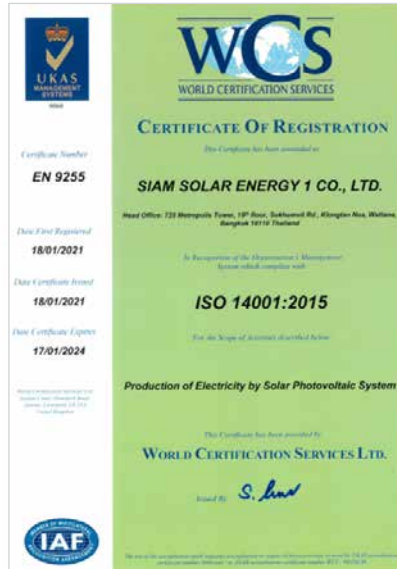 UKAS
MANAGEMENT
SYSTEMS
WCS
WORLD CERTIFICATION SERVICES
CERTIFICATE OF REGISTRATION
This Certificate has been awarded to
Certificate Number
EN 9255
SIAM SOLAR ENERGY 1 CO., LTD.
Head Office: 725 Metropolis Tower, 19th floor, Sukhumvit Rd., Klongton Nua, Wattana,
Bangkok 10110 Thailand
Date First Registered
18/01/2021
In Recognition of the Organization's Management
System which complies with
Date Certificate Issued
18/01/2021
ISO 14001:2015
Date Certificate Expires
17/01/2024
For the Scope of Activities described below
Production of Electricity by Solar Photovoltaic System
This Certificate has been provided by
WORLD CERTIFICATION SERVICES LTD.
Issued By
IAF